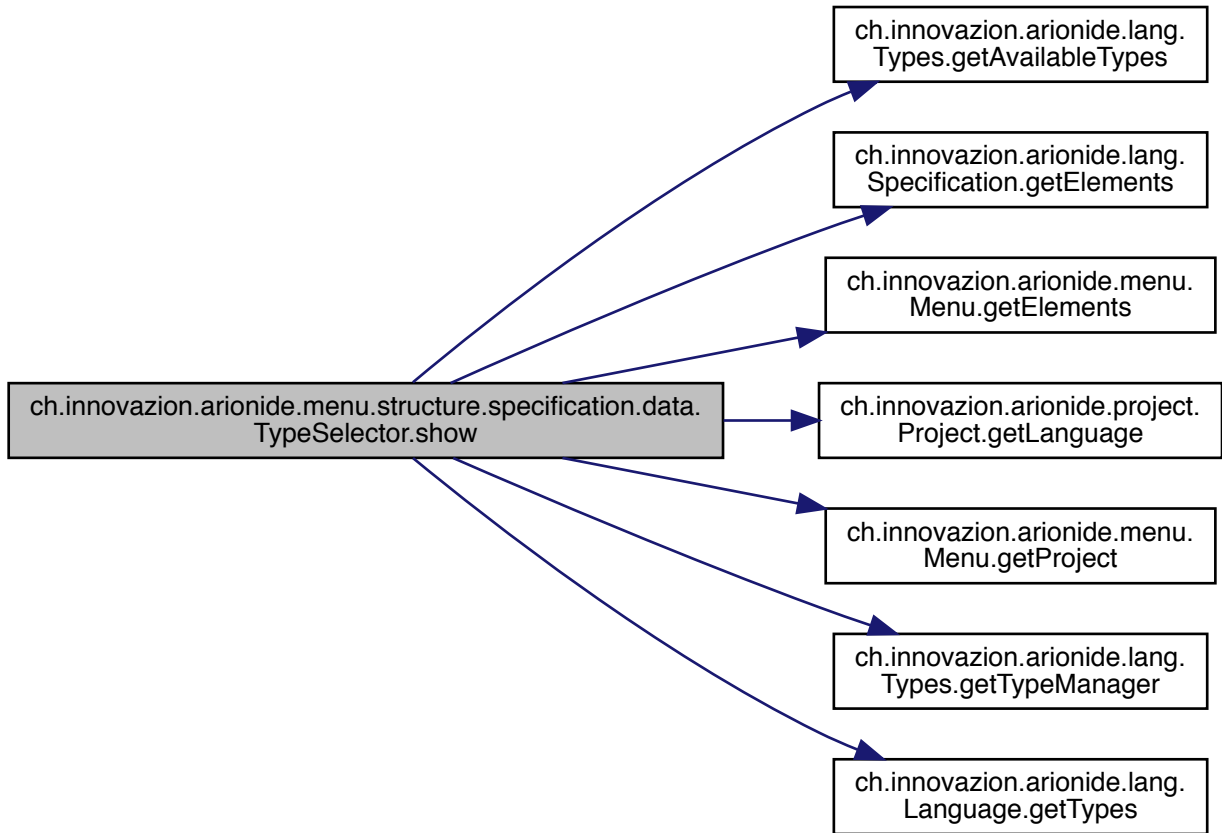 ch.innovazion.arionide.lang.
Types.getAvailableTypes
ch.innovazion.arionide.lang.
Specification.getElements
ch.innovazion.arionide.menu.
Menu.getElements
ch.innovazion.arionide.menu.structure.specification.data.
TypeSelector.show
ch.innovazion.arionide.project.
Project.getLanguage
ch.innovazion.arionide.menu.
Menu.getProject
ch.innovazion.arionide.lang.
Types.getTypeManager
ch.innovazion.arionide.lang.
Language.getTypes